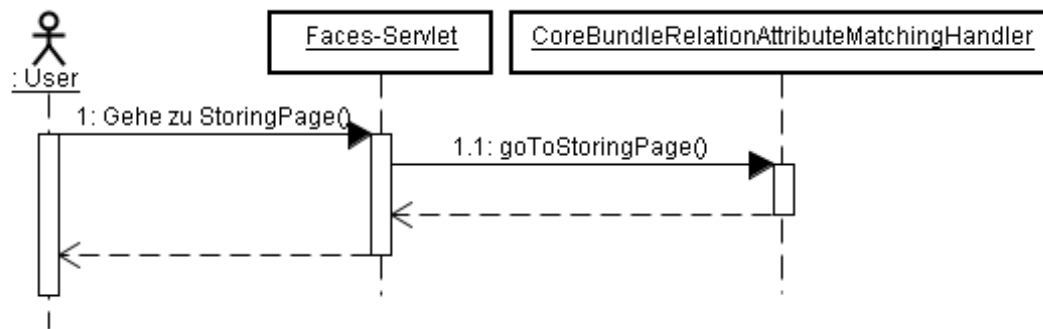 Faces-Servlet
CoreBundleRelationAttributeMatchingHandler
: User
1: Gehe zu StoringPage()
1.1: goToStoringPage()